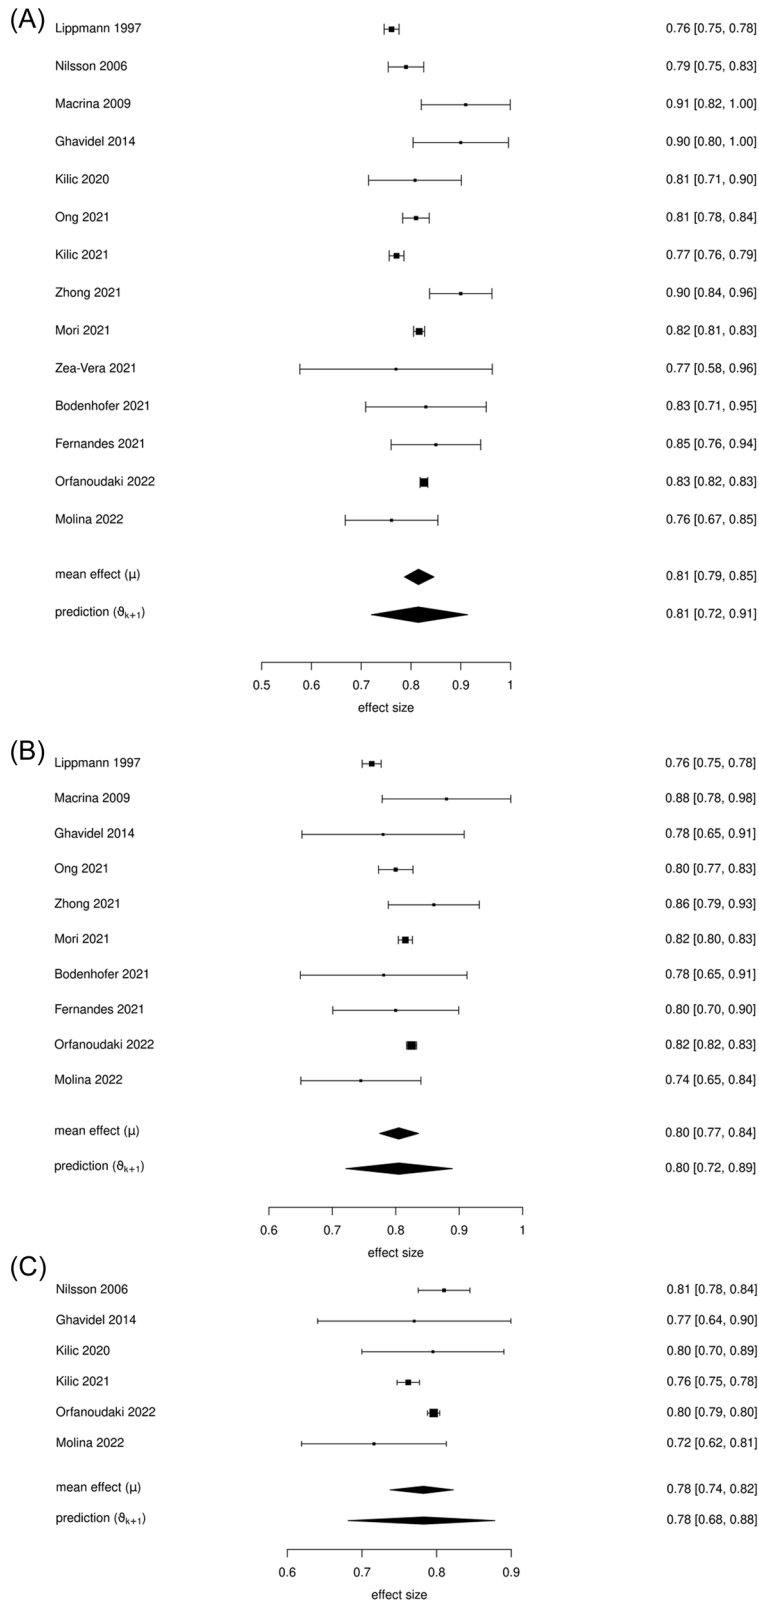 (A)
Lippmann 1997 0.76 [0.75, 0.78]
Nilsson 2006 0.79 [0.75, 0.83]
Macrina 2009 0.91 [0.82, 1.00]
Ghavidel 2014 0.90 [0.80, 1.00]
Kilic 2020 0.81 [0.71, 0.90]
Ong 2021 0.81 [0.78, 0.84]
Kilic 2021 0.77 [0.76, 0.79]
Zhong 2021 0.90 [0.84, 0.96]
Mori 2021 0.82 [0.81, 0.83]
Zea-Vera 2021 0.77 [0.58, 0.96]
Bodenhofer 2021 0.83 [0.71, 0.95]
Fernandes 2021 0.85 [0.76, 0.94]
Orfanoudaki 2022 0.83 [0.82, 0.83]
Molina 2022 0.76 [0.67, 0.85]
mean effect (μ) 0.81 [0.79, 0.85]
prediction (ϑk+1) 0.81 [0.72, 0.91]
0.5 0.6 0.7 0.8 0.9 1
effect size
(B)
Lippmann 1997 0.76 [0.75, 0.78]
Macrina 2009 0.88 [0.78, 0.98]
Ghavidel 2014 0.78 [0.65, 0.91]
Ong 2021 0.80 [0.77, 0.83]
Zhong 2021 0.86 [0.79, 0.93]
Mori 2021 0.82 [0.80, 0.83]
Bodenhofer 2021 0.78 [0.65, 0.91]
Fernandes 2021 0.80 [0.70, 0.90]
Orfanoudaki 2022 0.82 [0.82, 0.83]
Molina 2022 0.74 [0.65, 0.84]
mean effect (μ) 0.80 [0.77, 0.84]
prediction (ϑk+1) 0.80 [0.72, 0.89]
0.6 0.7 0.8 0.9 1
effect size
(C)
Nilsson 2006 0.81 [0.78, 0.84]
Ghavidel 2014 0.77 [0.64, 0.90]
Kilic 2020 0.80 [0.70, 0.89]
Kilic 2021 0.76 [0.75, 0.78]
Orfanoudaki 2022 0.80 [0.79, 0.80]
Molina 2022 0.72 [0.62, 0.81]
mean effect (μ) 0.78 [0.74, 0.82]
prediction (ϑk+1) 0.78 [0.68, 0.88]
0.6 0.7 0.8 0.9
effect size